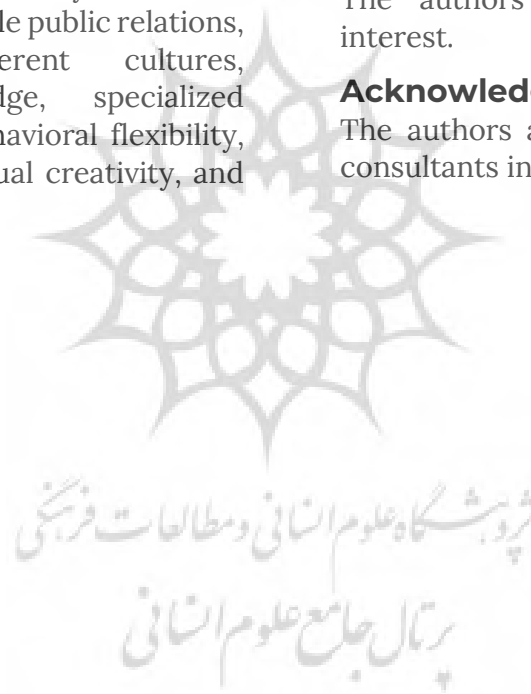 le public relations,
erent cultures,
dge, specialized
havioral flexibility,
ual creativity, and
The authors
interest.
Acknowled
The authors a
consultants in
پژوهشگاه علوم انسانی و مطالعات فرهنگی
پرتال جامع علوم انسانی